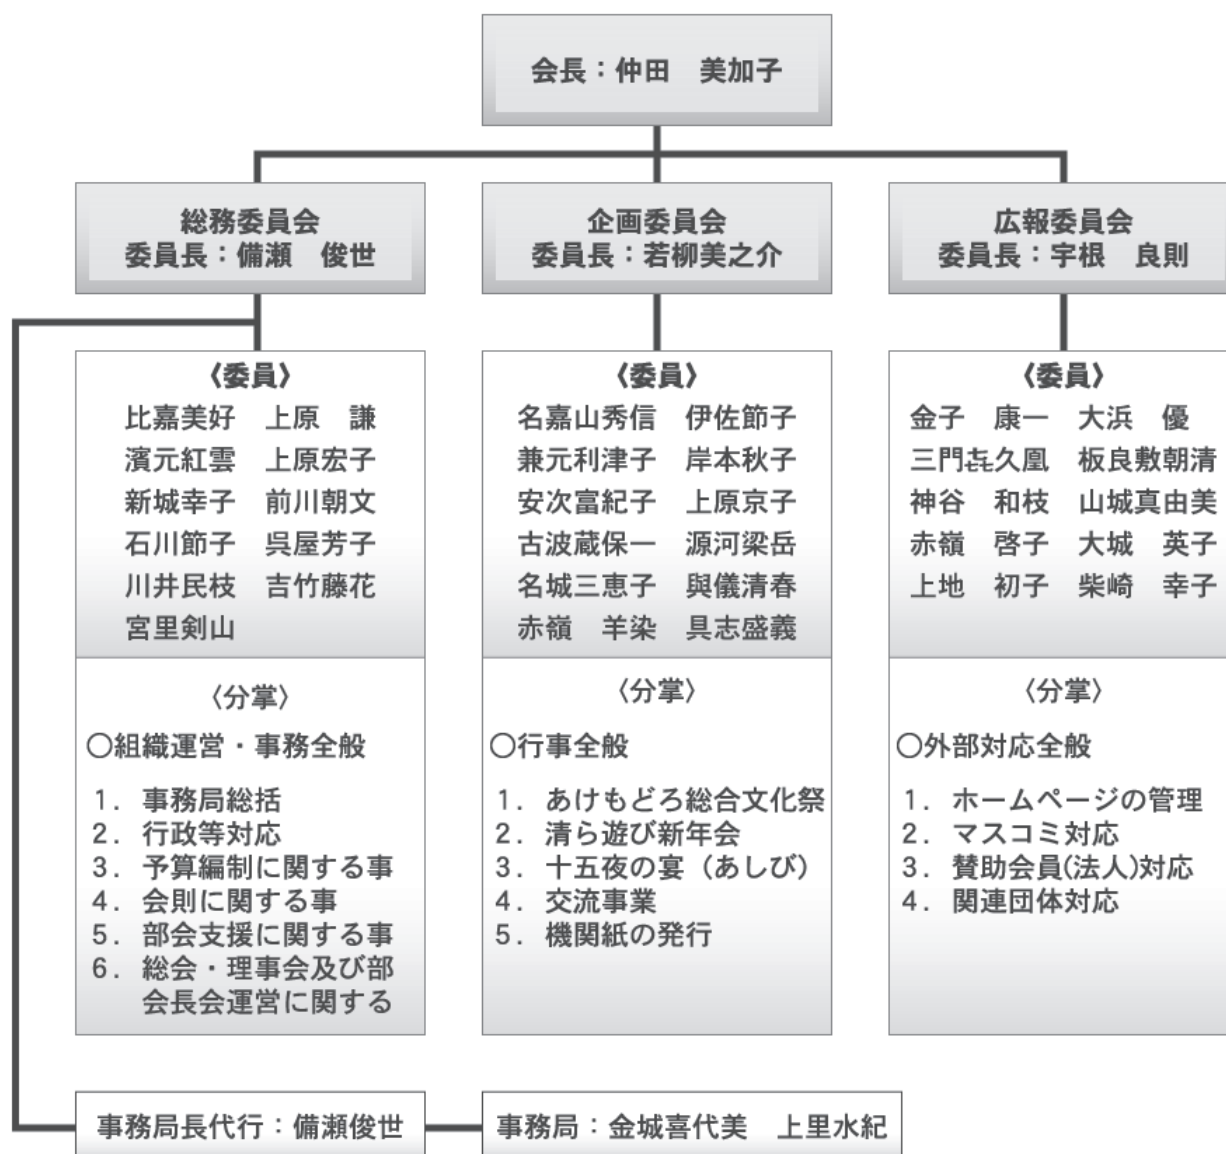 会長：仲田　美加子
総務委員会
委員長：備瀬　俊世
企画委員会
委員長：若柳美之介
広報委員会
委員長：宇根　良則
《委員》
比嘉美好　上原　謙
濱元紅雲　上原宏子
新城幸子　前川朝文
石川節子　呉屋芳子
川井民枝　吉竹藤花
宮里剣山
〈分掌〉
○組織運営・事務全般
1．事務局総括
2．行政等対応
3．予算編制に関する事
4．会則に関する事
5．部会支援に関する事
6．総会・理事会及び部
会長会運営に関する
《委員》
名嘉山秀信　伊佐節子
兼元利津子　岸本秋子
安次富紀子　上原京子
古波蔵保一　源河梁岳
名城三恵子　與儀清春
赤嶺　羊染　具志盛義
〈分掌〉
○行事全般
1．あけもどろ総合文化祭
2．清ら遊び新年会
3．十五夜の宴（あしび）
4．交流事業
5．機関紙の発行
《委員》
金子　康一　大浜　優
三門㐂久凰　板良敷朝清
神谷　和枝　山城真由美
赤嶺　啓子　大城　英子
上地　初子　柴崎　幸子
〈分掌〉
○外部対応全般
1．ホームページの管理
2．マスコミ対応
3．賛助会員(法人)対応
4．関連団体対応
事務局長代行：備瀬俊世
事務局：金城喜代美　上里水紀